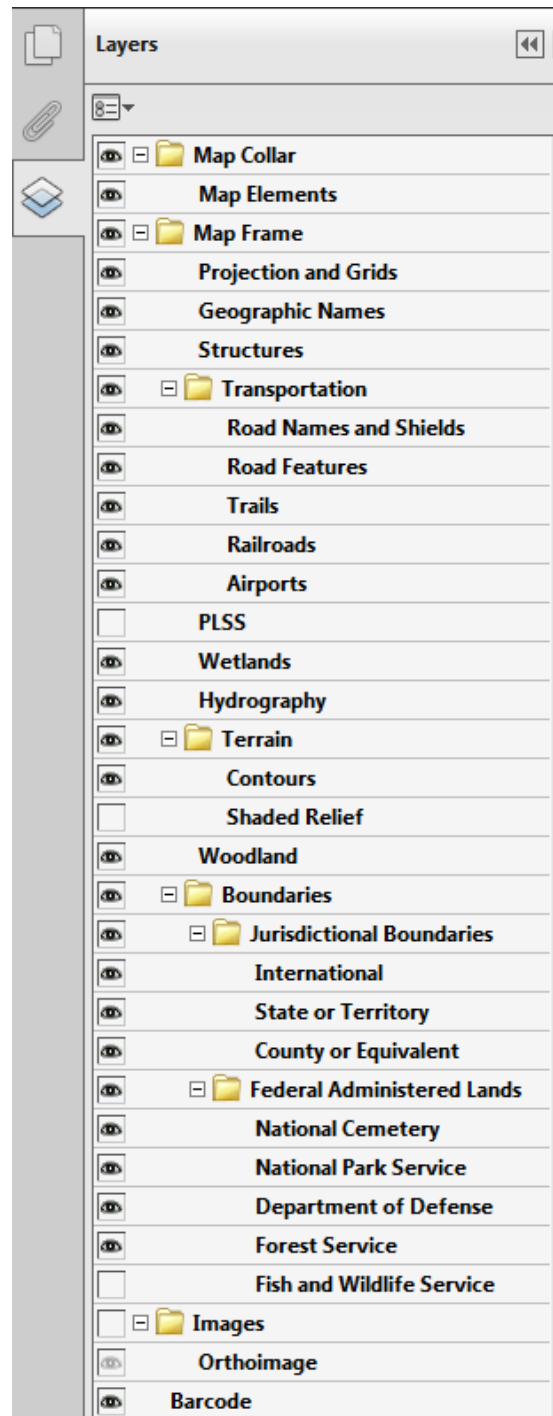 Layers
Map Collar
Map Elements
Map Frame
Projection and Grids
Geographic Names
Structures
Transportation
Road Names and Shields
Road Features
Trails
Railroads
Airports
PLSS
Wetlands
Hydrography
Terrain
Contours
Shaded Relief
Woodland
Boundaries
Jurisdictional Boundaries
International
State or Territory
County or Equivalent
Federal Administered Lands
National Cemetery
National Park Service
Department of Defense
Forest Service
Fish and Wildlife Service
Images
Orthoimage
Barcode